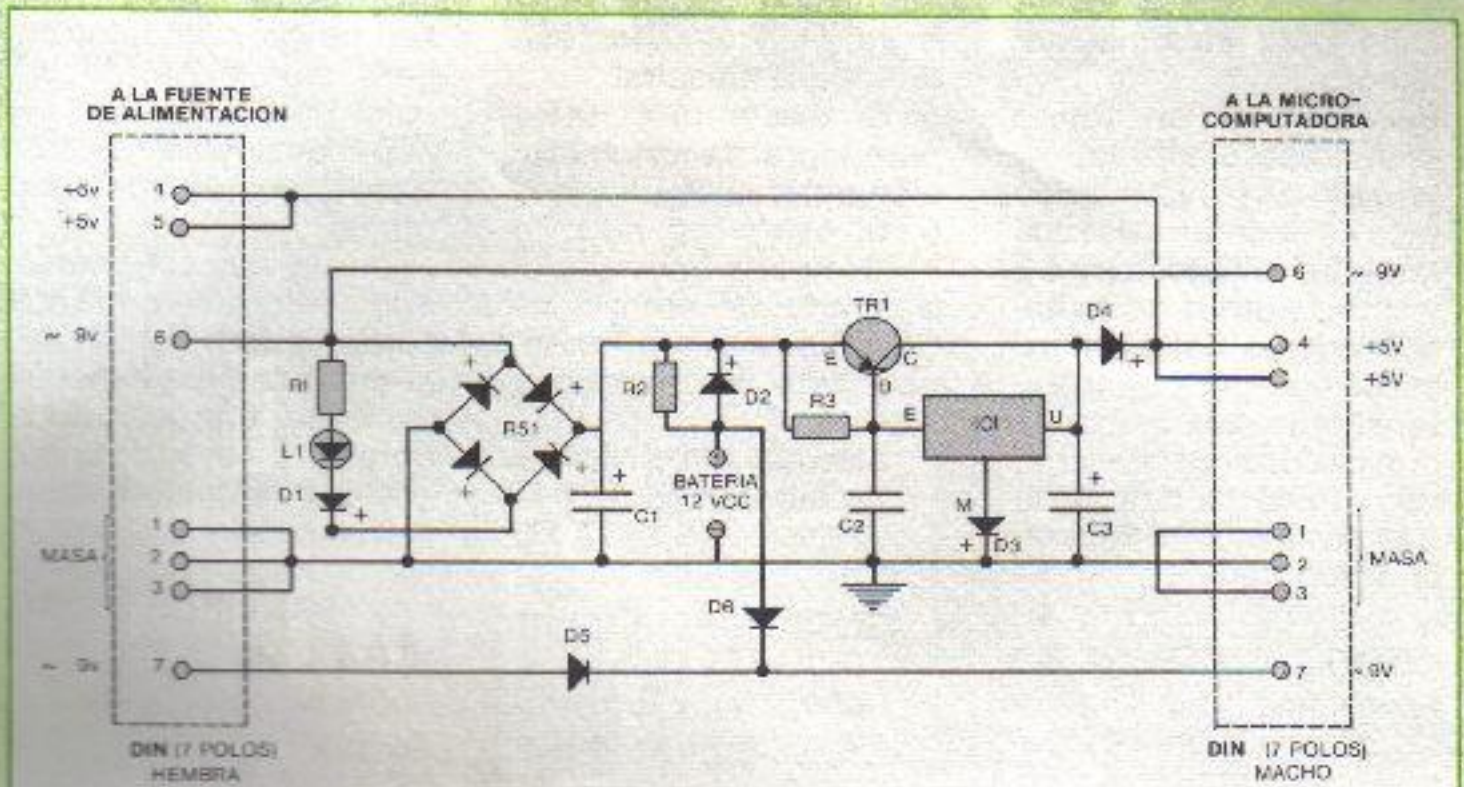 A LA FUENTE
DE ALIMENTACION
A LA MICRO-
COMPUTADORA
+5v 4
+5v 5
~ 9v 6
R1
L1
D1 +
+ +
+ +
RS1
+
C1
R2
+
D2
BATERIA
12 VCC
TR1
E C
B
R3
E IC1 U
M
+ D3
C2
+
C3
D4
+
6 ~ 9V
4 +5V
+5V
1
MASA 2
3
1
2 MASA
3
D6
D5
~ 9v 7
7 ~ 9V
DIN (7 POLOS)
HEMBRA
DIN (7 POLOS)
MACHO